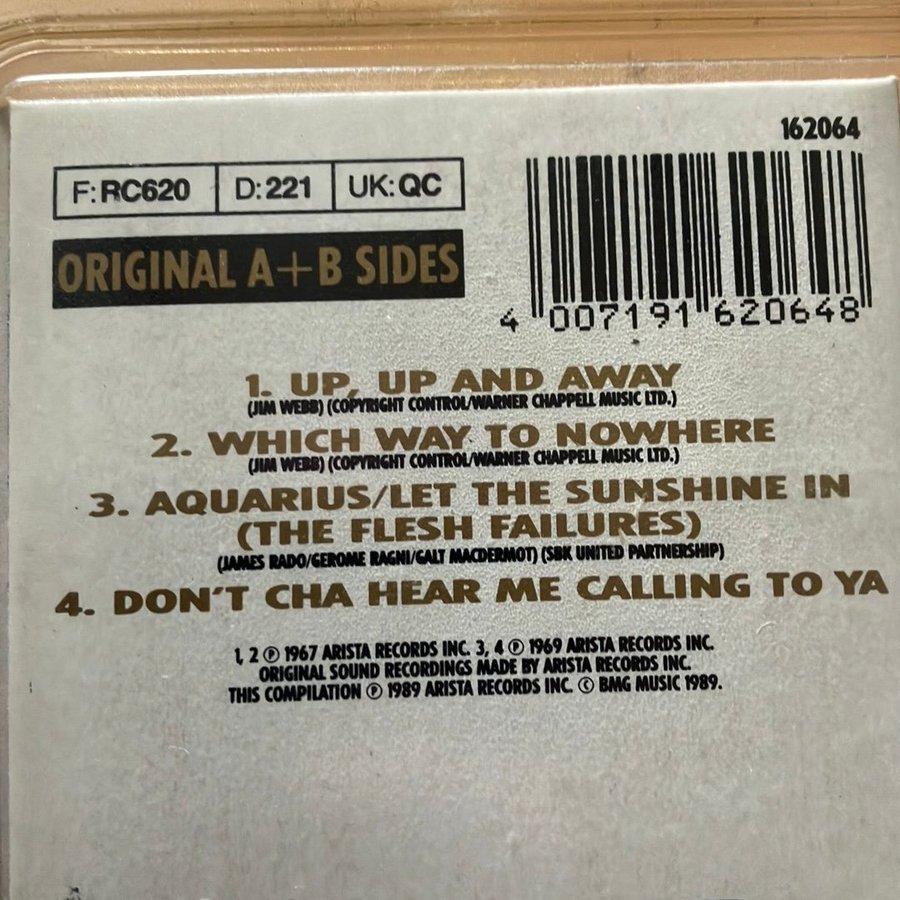 162064
F:RC620 D:221 UK:QC
ORIGINAL A+B SIDES
4 007191 620648
1. UP, UP AND AWAY
(JIM WEBB) (COPYRIGHT CONTROL/WARNER CHAPPELL MUSIC LTD.)
2. WHICH WAY TO NOWHERE
(JIM WEBB) (COPYRIGHT CONTROL/WARNER CHAPPELL MUSIC LTD.)
3. AQUARIUS/LET THE SUNSHINE IN
(THE FLESH FAILURES)
(JAMES RADO/GEROME RAGNI/GALT MACDERMOT) (SBK UNITED PARTNERSHIP)
4. DON'T CHA HEAR ME CALLING TO YA
1, 2 ℗ 1967 ARISTA RECORDS INC. 3, 4 ℗ 1969 ARISTA RECORDS INC.
ORIGINAL SOUND RECORDINGS MADE BY ARISTA RECORDS INC.
THIS COMPILATION ℗ 1989 ARISTA RECORDS INC. © BMG MUSIC 1989.